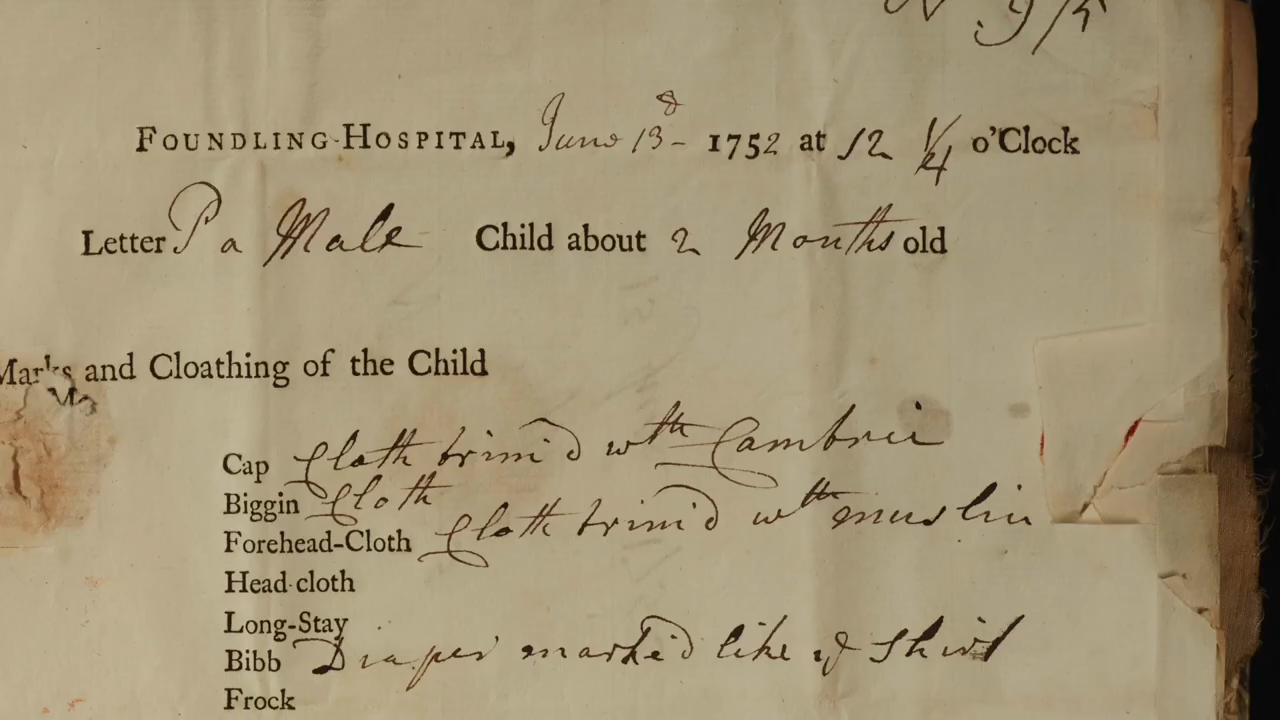 FOUNDLING-HOSPITAL, June 13- 1752 at 12 1/4 o'Clock
Letter P a Male Child about 2 Months old
Marks and Cloathing of the Child
Cap Cloth trim'd wth Cambric
Biggin Cloth
Forehead-Cloth Cloth trim'd wth muslin
Head-cloth
Long-Stay
Bibb Diaper mark'd like ye Shirt
Frock